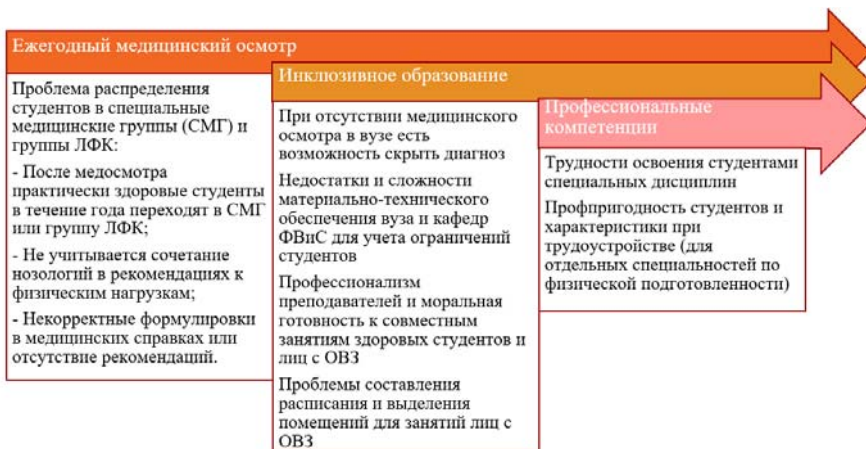 Ежегодный медицинский осмотр
Проблема распределения
студентов в специальные
медицинские группы (СМГ) и
группы ЛФК:
- После медосмотра
практически здоровые студенты
в течение года переходят в СМГ
или группу ЛФК;
- Не учитывается сочетание
нозологий в рекомендациях к
физическим нагрузкам;
- Некорректные формулировки
в медицинских справках или
отсутствие рекомендаций.
Инклюзивное образование
При отсутствии медицинского
осмотра в вузе есть
возможность скрыть диагноз
Недостатки и сложности
материально-технического
обеспечения вуза и кафедр
ФВиС для учета ограничений
студентов
Профессионализм
преподавателей и моральная
готовность к совместным
занятиям здоровых студентов и
лиц с ОВЗ
Проблемы составления
расписания и выделения
помещений для занятий лиц с
ОВЗ
Профессиональные
компетенции
Трудности освоения студентами
специальных дисциплин
Профпригодность студентов и
характеристики при
трудоустройстве (для
отдельных специальностей по
физической подготовленности)